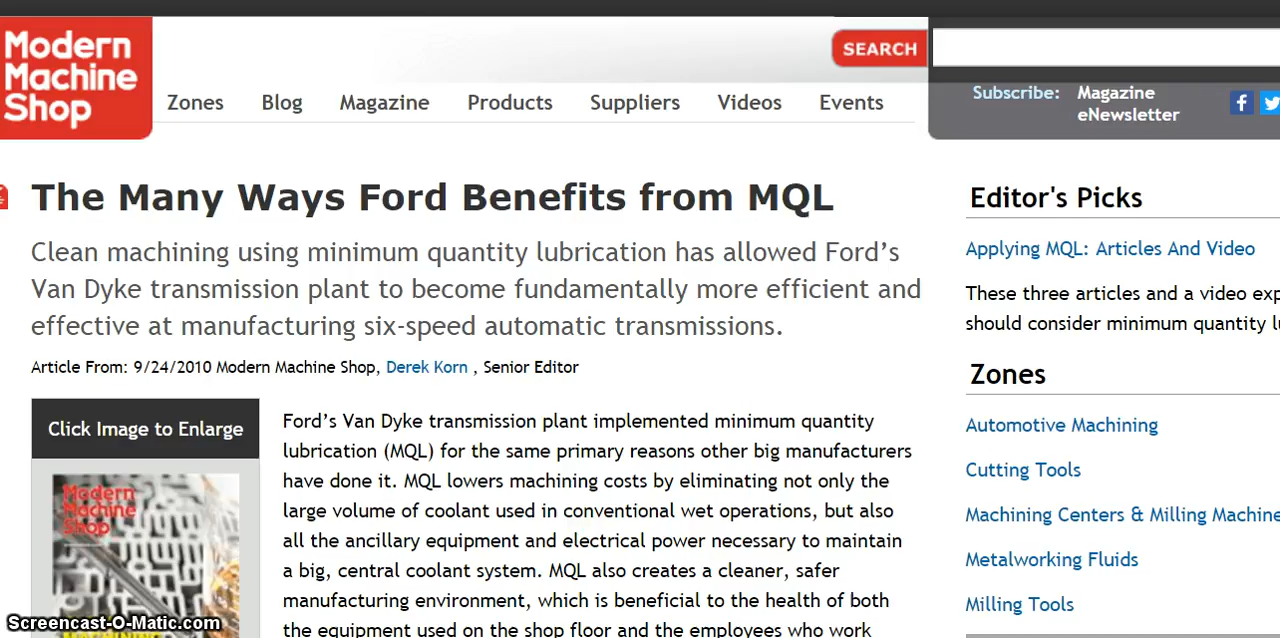 Modern
Machine
Shop
SEARCH
Zones Blog Magazine Products Suppliers Videos Events
Subscribe: Magazine
eNewsletter
The Many Ways Ford Benefits from MQL
Clean machining using minimum quantity lubrication has allowed Ford’s
Van Dyke transmission plant to become fundamentally more efficient and
effective at manufacturing six-speed automatic transmissions.
Article From: 9/24/2010 Modern Machine Shop, Derek Korn , Senior Editor
Click Image to Enlarge
Modern
Machine
Shop
Ford’s Van Dyke transmission plant implemented minimum quantity
lubrication (MQL) for the same primary reasons other big manufacturers
have done it. MQL lowers machining costs by eliminating not only the
large volume of coolant used in conventional wet operations, but also
all the ancillary equipment and electrical power necessary to maintain
a big, central coolant system. MQL also creates a cleaner, safer
manufacturing environment, which is beneficial to the health of both
the equipment used on the shop floor and the employees who work
Editor's Picks
Applying MQL: Articles And Video
These three articles and a video exp
should consider minimum quantity lu
Zones
Automotive Machining
Cutting Tools
Machining Centers & Milling Machine
Metalworking Fluids
Milling Tools
Screencast-O-Matic.com